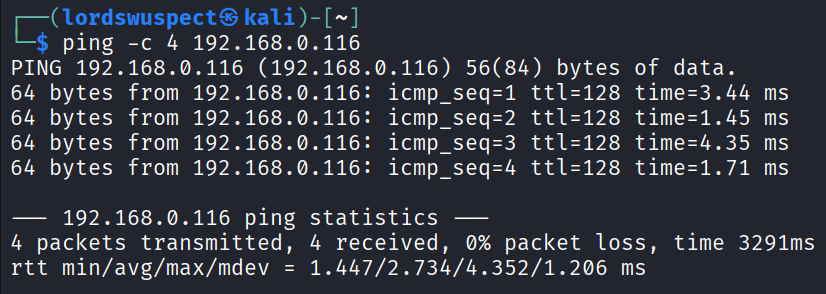 ┌──(lordswuspect㉿kali)-[~]
└─$ ping -c 4 192.168.0.116
PING 192.168.0.116 (192.168.0.116) 56(84) bytes of data.
64 bytes from 192.168.0.116: icmp_seq=1 ttl=128 time=3.44 ms
64 bytes from 192.168.0.116: icmp_seq=2 ttl=128 time=1.45 ms
64 bytes from 192.168.0.116: icmp_seq=3 ttl=128 time=4.35 ms
64 bytes from 192.168.0.116: icmp_seq=4 ttl=128 time=1.71 ms
--- 192.168.0.116 ping statistics ---
4 packets transmitted, 4 received, 0% packet loss, time 3291ms
rtt min/avg/max/mdev = 1.447/2.734/4.352/1.206 ms